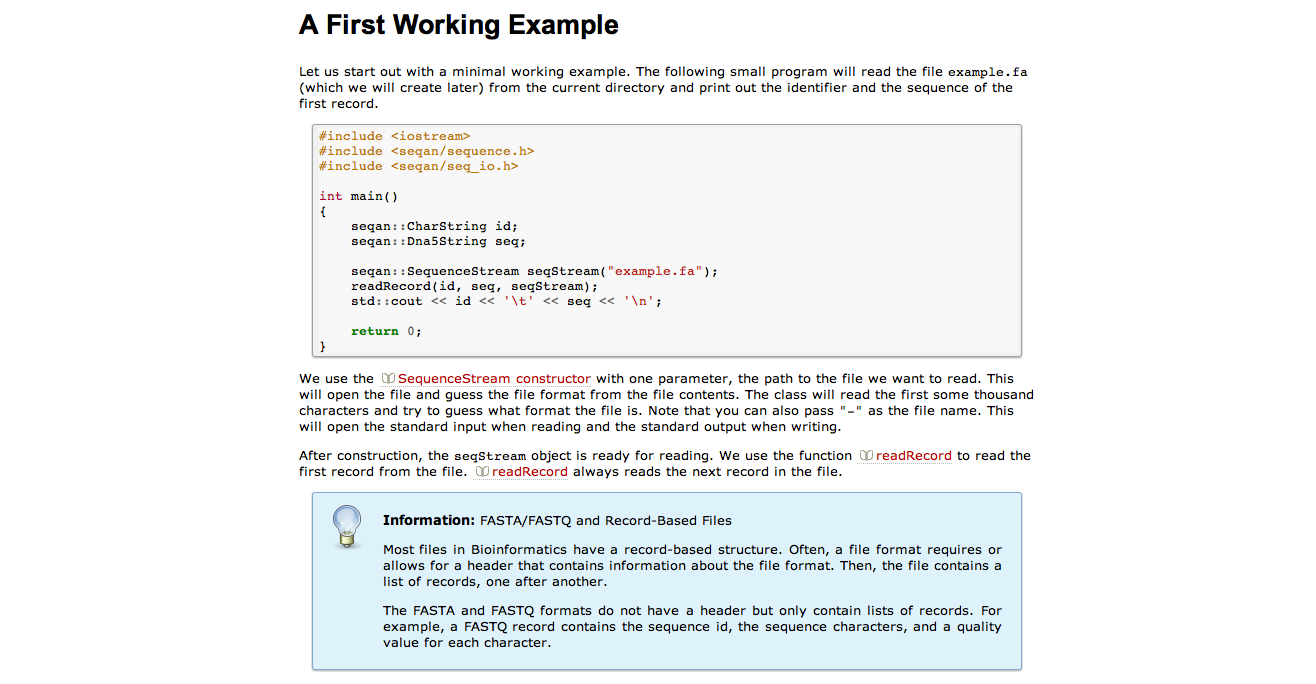 A First Working Example
Let us start out with a minimal working example. The following small program will read the file example.fa
(which we will create later) from the current directory and print out the identifier and the sequence of the
first record.
#include <iostream>
#include <seqan/sequence.h>
#include <seqan/seq_io.h>
int main()
{
    seqan::CharString id;
    seqan::Dna5String seq;
    seqan::SequenceStream seqStream("example.fa");
    readRecord(id, seq, seqStream);
    std::cout << id << '\t' << seq << '\n';
    return 0;
}
We use the SequenceStream constructor with one parameter, the path to the file we want to read. This
will open the file and guess the file format from the file contents. The class will read the first some thousand
characters and try to guess what format the file is. Note that you can also pass "-" as the file name. This
will open the standard input when reading and the standard output when writing.
After construction, the seqStream object is ready for reading. We use the function readRecord to read the
first record from the file. readRecord always reads the next record in the file.
Information: FASTA/FASTQ and Record-Based Files
Most files in Bioinformatics have a record-based structure. Often, a file format requires or
allows for a header that contains information about the file format. Then, the file contains a
list of records, one after another.
The FASTA and FASTQ formats do not have a header but only contain lists of records. For
example, a FASTQ record contains the sequence id, the sequence characters, and a quality
value for each character.